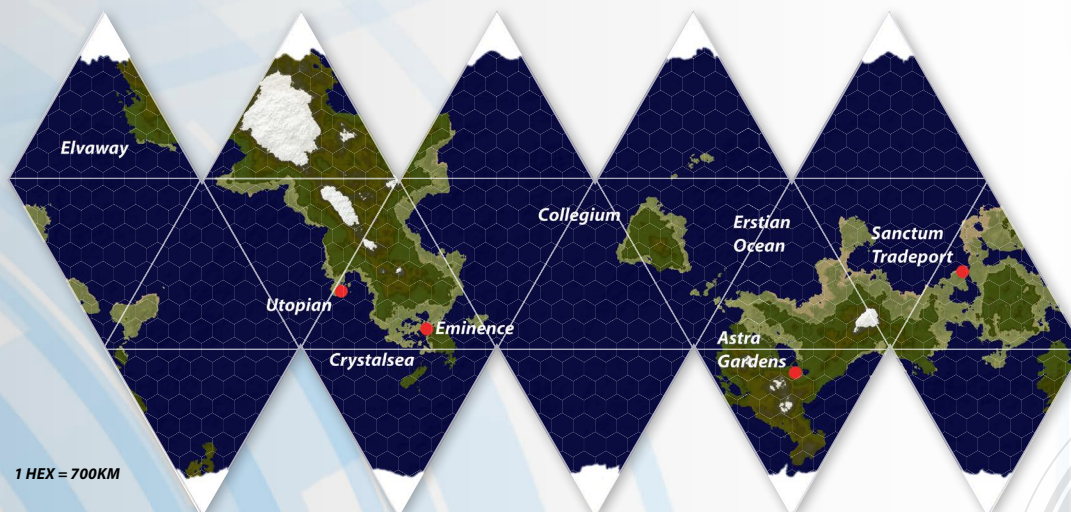 Elvaway
Collegium
Erstian
Ocean
Sanctum
Tradeport
Utopian
Eminence
Crystalsea
Astra
Gardens
1 HEX = 700KM